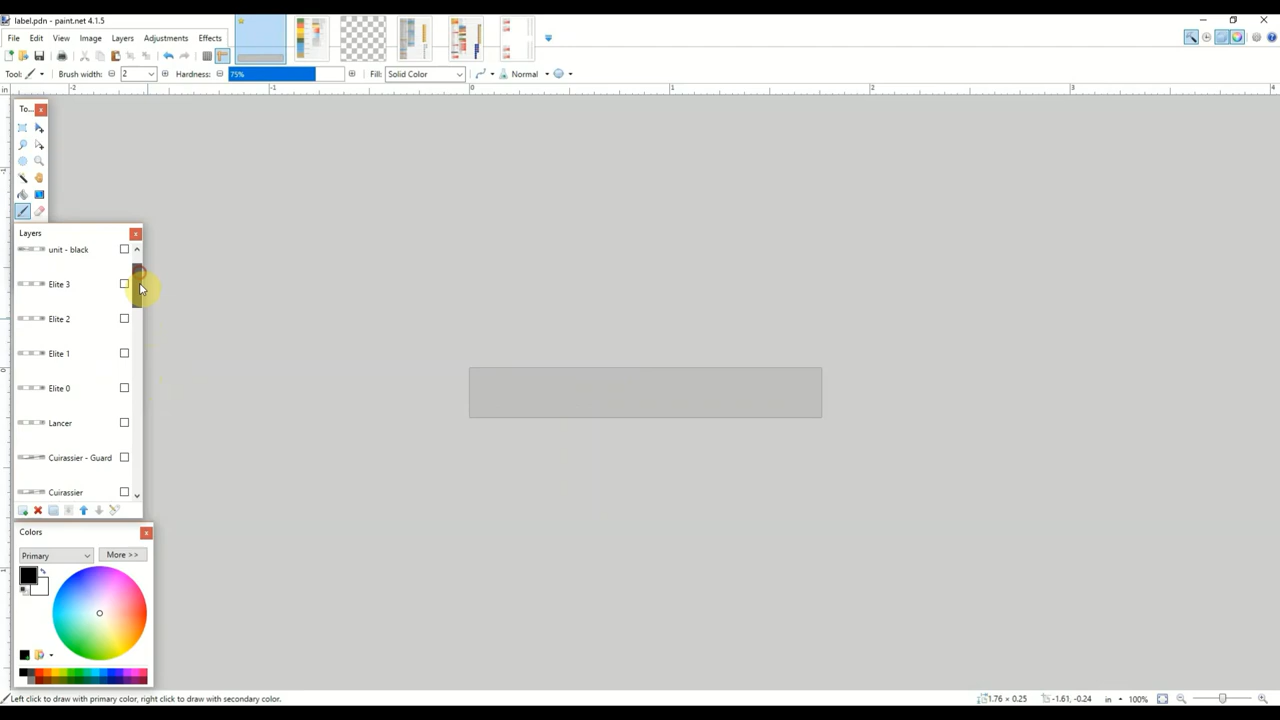 label.pdn - paint.net 4.1.5
File Edit View Image Layers Adjustments Effects
Tool: Brush width: 2 Hardness: 75% Fill: Solid Color Normal
in -2 -1 0 1 2 3 4
To...
Layers
unit - black
Elite 3
Elite 2
Elite 1
Elite 0
Lancer
Cuirassier - Guard
Cuirassier
Colors
Primary More >>
Left click to draw with primary color, right click to draw with secondary color. 1.76 × 0.25 -1.61, -0.24 in 100%